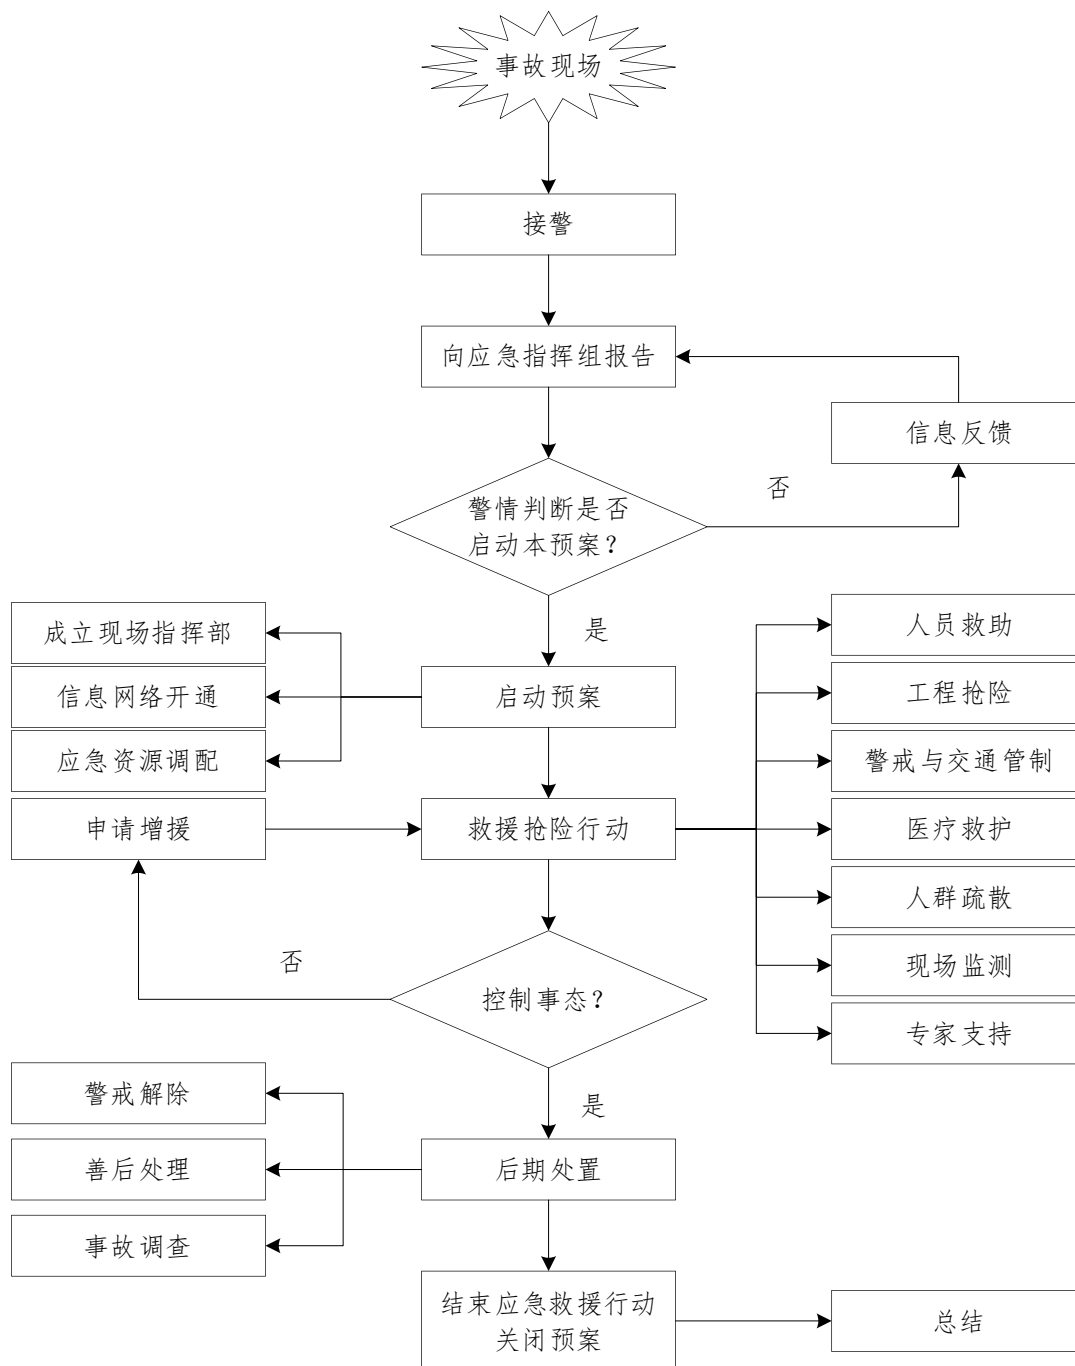 事故现场
接警
向应急指挥组报告
信息反馈
否
警情判断是否
启动本预案？
是
成立现场指挥部
信息网络开通
应急资源调配
启动预案
人员救助
工程抢险
警戒与交通管制
医疗救护
人群疏散
现场监测
专家支持
申请增援
救援抢险行动
否
控制事态？
是
警戒解除
善后处理
事故调查
后期处置
结束应急救援行动
关闭预案
总结